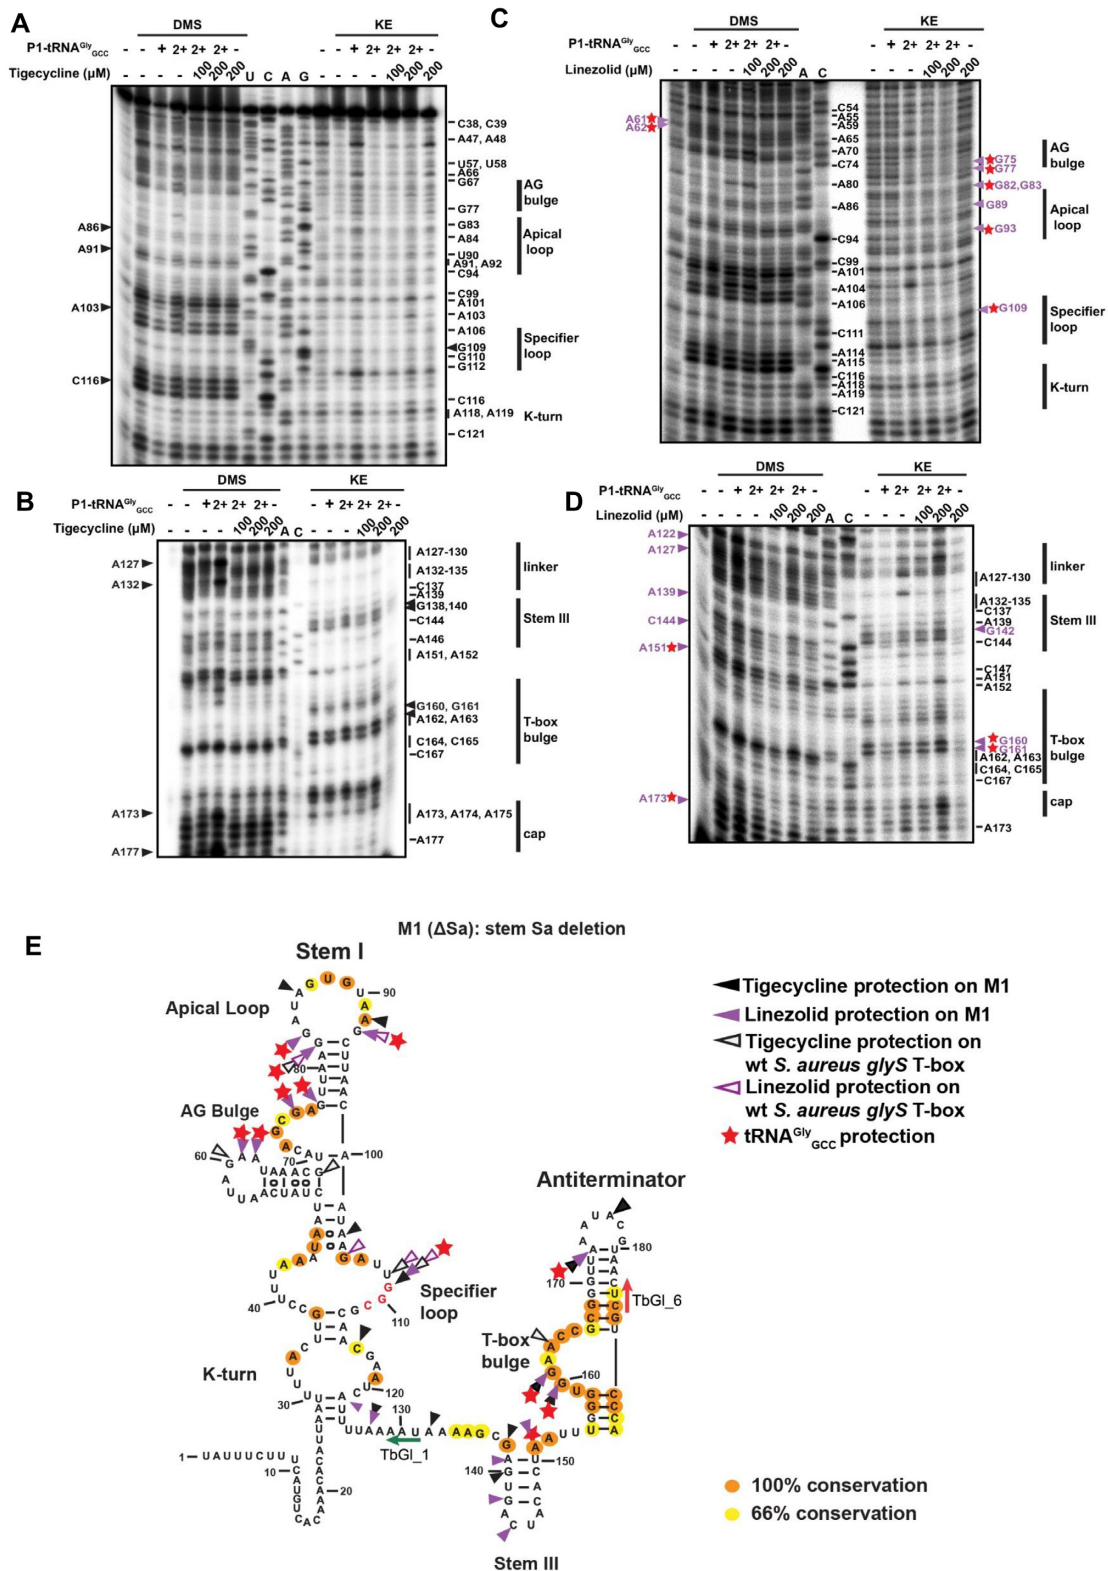 A
DMS
KE
P1-tRNAGlyGCC - - + 2+ 2+ 2+ - - + 2+ 2+ 2+ -
Tigecycline (µM) - - - - 100 200 200 U C A G - - - 100 200 200
C38, C39
A47, A48
U57, U58
A66
G67
G77
G83
A84
U90
A91, A92
C94
C99
A101
A103
A106
G109
G110
G112
C116
A118, A119
C121
A86
A91
A103
C116
AG
bulge
Apical
loop
Specifier
loop
K-turn
C
DMS
KE
P1-tRNAGlyGCC
Linezolid (µM) - - - - 100 200 200 A C - - - 100 200 200
A61
A62
C54
A55
A59
A65
A70
C74
A80
A86
C94
C99
A101
A104
A106
C111
A114
A115
C116
A118
A119
C121
G75
G77
G82,G83
G89
G93
G109
AG
bulge
Apical
loop
Specifier
loop
K-turn
B
DMS
KE
P1-tRNAGlyGCC
Tigecycline (µM) - - - - 100 200 200 A C - - - 100 200 200
A127
A132
A173
A177
A127-130
A132-135
C137
A139
G138,140
C144
A146
A151, A152
G160, G161
A162, A163
C164, C165
C167
A173, A174, A175
A177
linker
Stem III
T-box
bulge
cap
D
DMS
KE
P1-tRNAGlyGCC
Linezolid (µM) - - - - 100 200 200 A C - - - 100 200 200
A122
A127
A139
C144
A151
A173
A127-130
A132-135
C137
A139
G142
C144
C147
A151
A152
G160
G161
A162, A163
C164, C165
C167
A173
linker
Stem III
T-box
bulge
cap
E
M1 (ΔSa): stem Sa deletion
Stem I
Apical Loop
AG Bulge
Specifier
loop
K-turn
Antiterminator
T-box
bulge
Stem III
TbGl_1
TbGl_6
1
10
20
30
40
60
70
80
90
100
110
120
130
140
150
160
170
180
Tigecycline protection on M1
Linezolid protection on M1
Tigecycline protection on
wt S. aureus glyS T-box
Linezolid protection on
wt S. aureus glyS T-box
tRNAGlyGCC protection
100% conservation
66% conservation